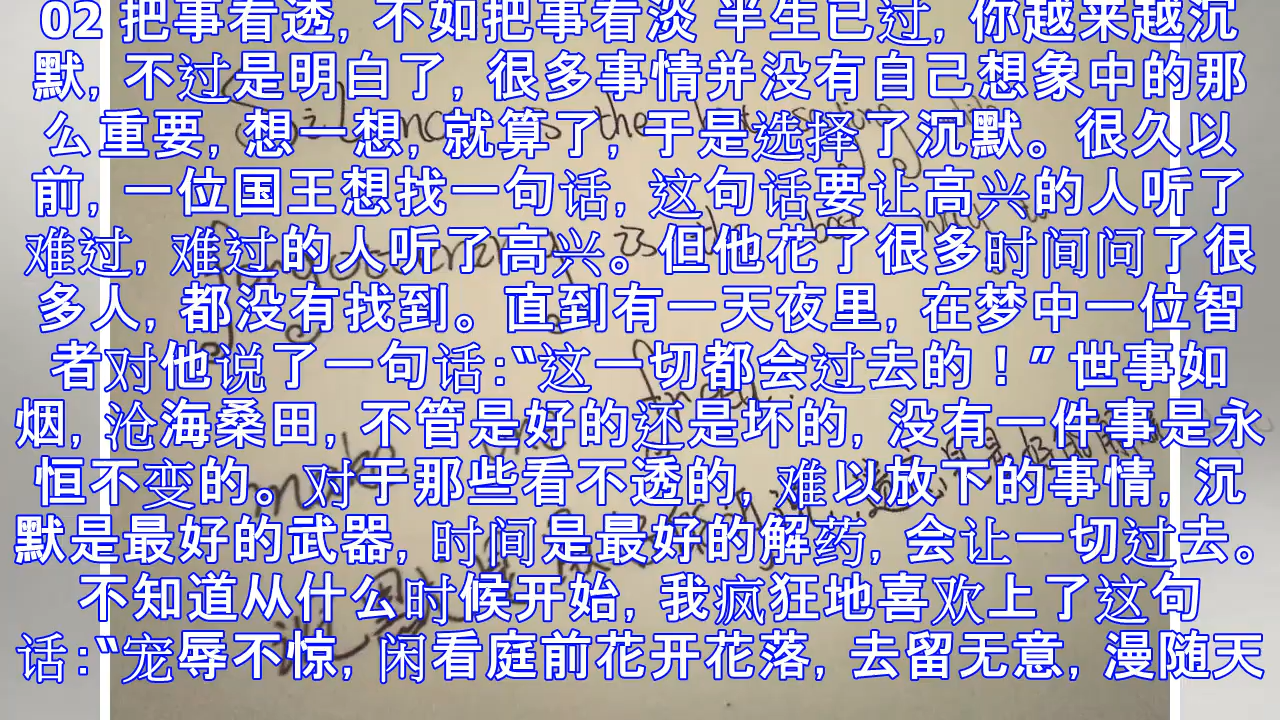 02 把事看透, 不如把事看淡 半生已过, 你越来越沉
默, 不过是明白了, 很多事情并没有自己想象中的那
么重要, 想一想, 就算了, 于是选择了沉默。很久以
前, 一位国王想找一句话, 这句话要让高兴的人听了
难过, 难过的人听了高兴。但他花了很多时间问了很
多人, 都没有找到。直到有一天夜里, 在梦中一位智
者对他说了一句话:“这一切都会过去的！” 世事如
烟, 沧海桑田, 不管是好的还是坏的, 没有一件事是永
恒不变的。对于那些看不透的, 难以放下的事情, 沉
默是最好的武器, 时间是最好的解药, 会让一切过去。
不知道从什么时候开始, 我疯狂地喜欢上了这句
话:“宠辱不惊, 闲看庭前花开花落, 去留无意, 漫随天
is the
is the best way to
makes